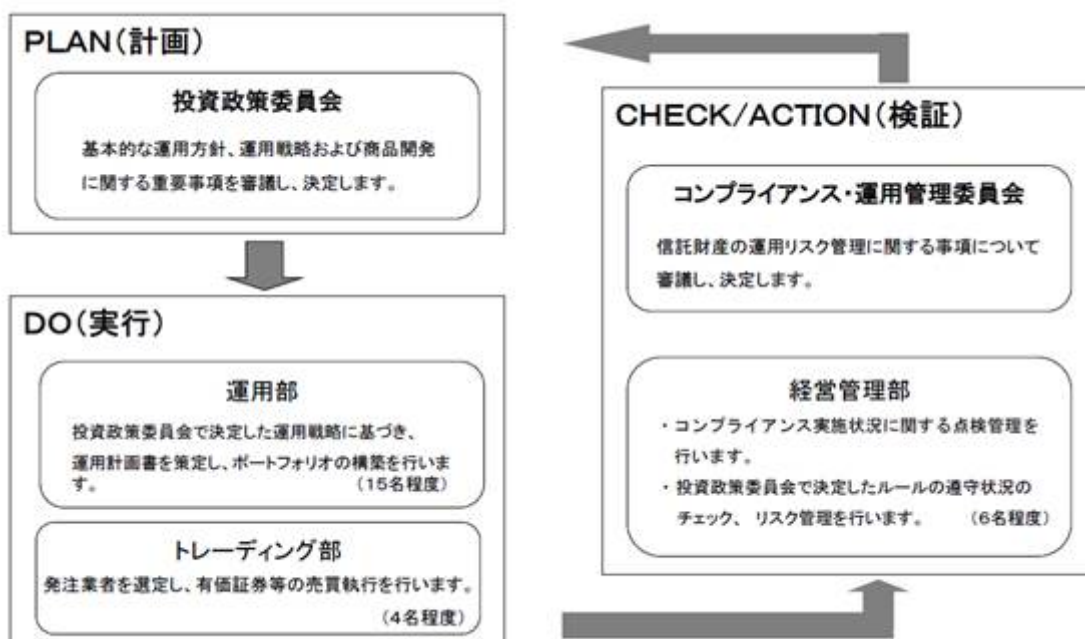 PLAN(計画)
投資政策委員会
基本的な運用方針、運用戦略および商品開発
に関する重要事項を審議し、決定します。
DO(実行)
運用部
投資政策委員会で決定した運用戦略に基づき、
運用計画書を策定し、ポートフォリオの構築を行いま
す。 (15名程度)
トレーディング部
発注業者を選定し、有価証券等の売買執行を行います。
(4名程度)
CHECK/ACTION(検証)
コンプライアンス・運用管理委員会
信託財産の運用リスク管理に関する事項について
審議し、決定します。
経営管理部
・コンプライアンス実施状況に関する点検管理を
行います。
・投資政策委員会で決定したルールの遵守状況の
チェック、リスク管理を行います。 (6名程度)